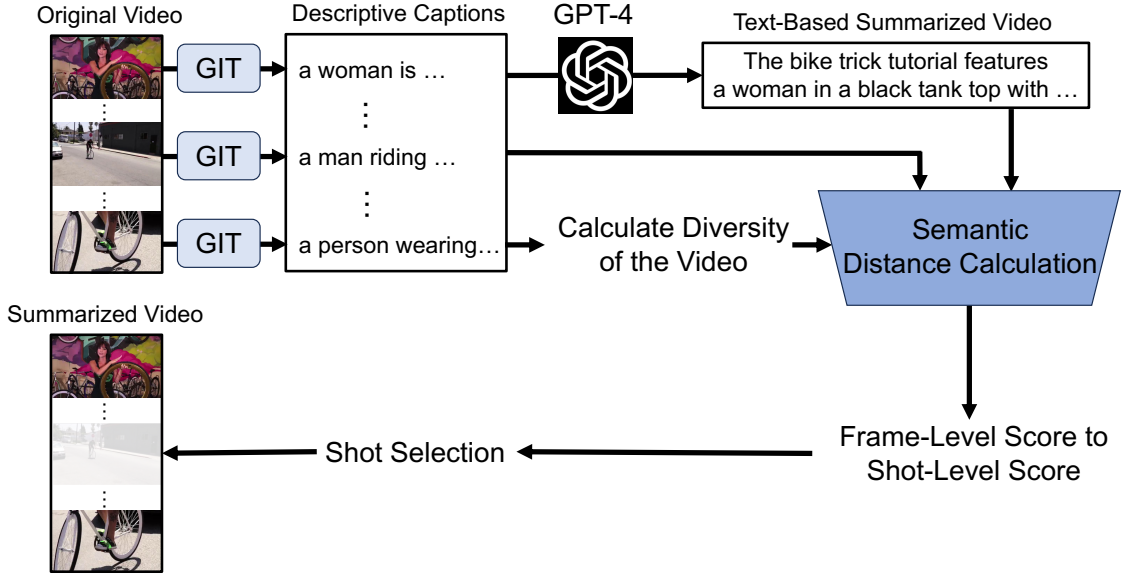 Original Video
Descriptive Captions
GPT-4
Text-Based Summarized Video
GIT
a woman is …
The bike trick tutorial features
a woman in a black tank top with …
GIT
a man riding …
GIT
a person wearing…
Calculate Diversity
of the Video
Semantic
Distance Calculation
Summarized Video
Shot Selection
Frame-Level Score to
Shot-Level Score